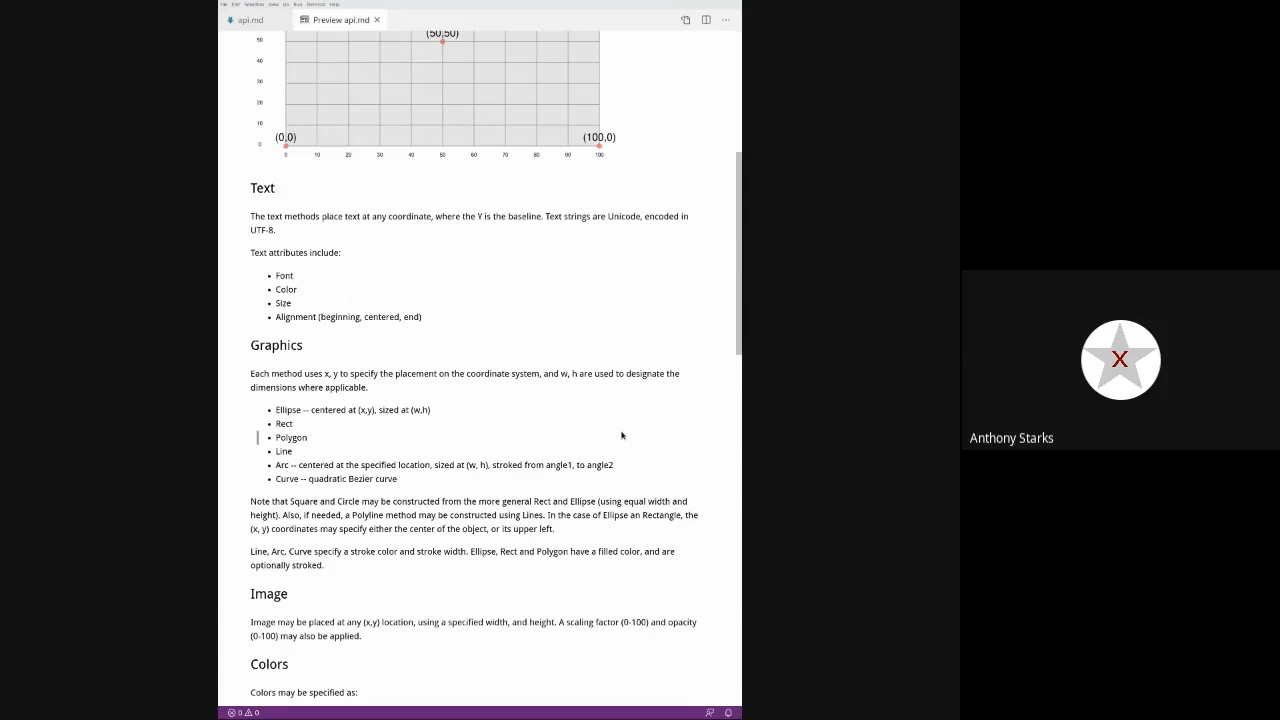 File Edit Selection View Go Run Terminal Help
api.md
Preview api.md
(50,50)
50
40
30
20
10
0
(0,0)
(100,0)
0 10 20 30 40 50 60 70 80 90 100
Text
The text methods place text at any coordinate, where the Y is the baseline. Text strings are Unicode, encoded in
UTF-8.
Text attributes include:
• Font
• Color
• Size
• Alignment (beginning, centered, end)
Graphics
Each method uses x, y to specify the placement on the coordinate system, and w, h are used to designate the
dimensions where applicable.
• Ellipse -- centered at (x,y), sized at (w,h)
• Rect
• Polygon
• Line
• Arc -- centered at the specified location, sized at (w, h), stroked from angle1, to angle2
• Curve -- quadratic Bezier curve
Note that Square and Circle may be constructed from the more general Rect and Ellipse (using equal width and
height). Also, if needed, a Polyline method may be constructed using Lines. In the case of Ellipse an Rectangle, the
(x, y) coordinates may specify either the center of the object, or its upper left.
Line, Arc, Curve specify a stroke color and stroke width. Ellipse, Rect and Polygon have a filled color, and are
optionally stroked.
Image
Image may be placed at any (x,y) location, using a specified width, and height. A scaling factor (0-100) and opacity
(0-100) may also be applied.
Colors
Colors may be specified as:
0 0
X
Anthony Starks